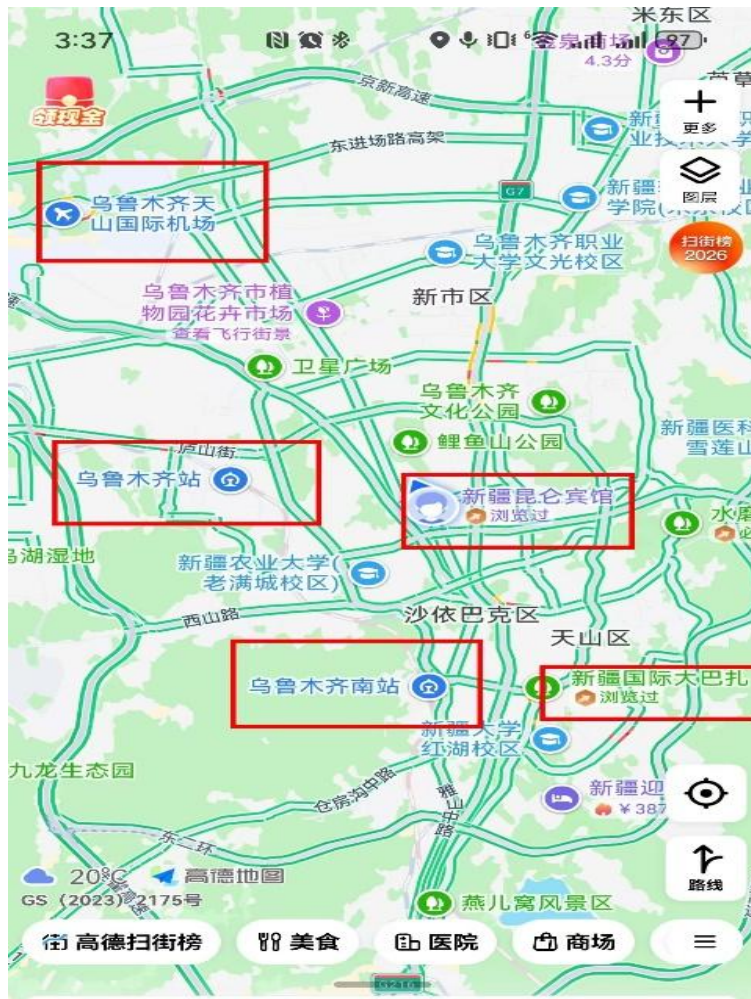 米东区
3:37
97
金泉商场
4.3分
领现金
京新高速
更多
东进场路高架
G7
图层
乌鲁木齐天
山国际机场
扫街榜
2026
乌鲁木齐职业
大学文光校区
新市区
乌鲁木齐市植
物园花卉市场
查看飞行街景
卫星广场
乌鲁木齐
文化公园
鲤鱼山公园
新疆医科
雪莲山
庐山街
乌鲁木齐站
新疆昆仑宾馆
浏览过
水磨
新疆农业大学(
老满城校区)
西山路
沙依巴克区
天山区
乌鲁木齐南站
新疆国际大巴扎
浏览过
新疆大学
红湖校区
九龙生态园
仓房沟中路
雅山中路
新疆迎
¥387
东二环
20°C
高德地图
GS (2023) 2175号
路线
燕儿窝风景区
高德扫街榜
美食
医院
商场
G216